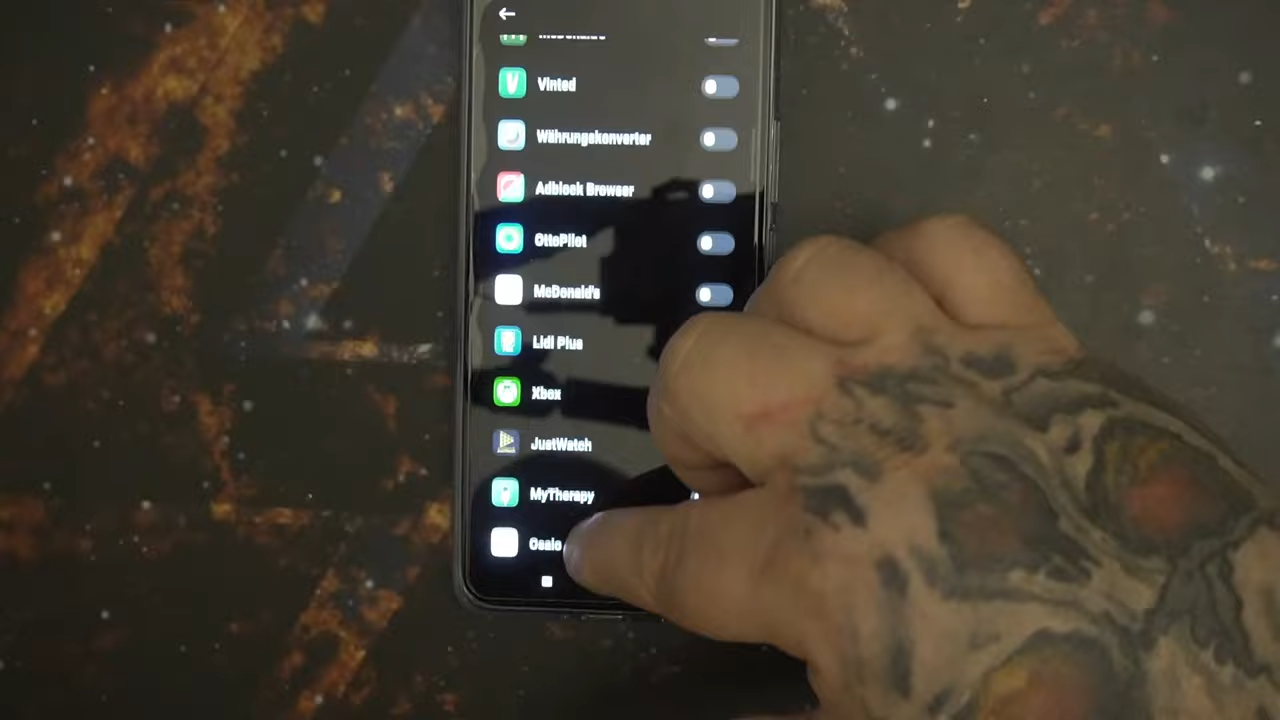 Vinted
Währungskonverter
Adblock Browser
OttoPilot
McDonald's
Lidl Plus
Xbox
JustWatch
MyTherapy